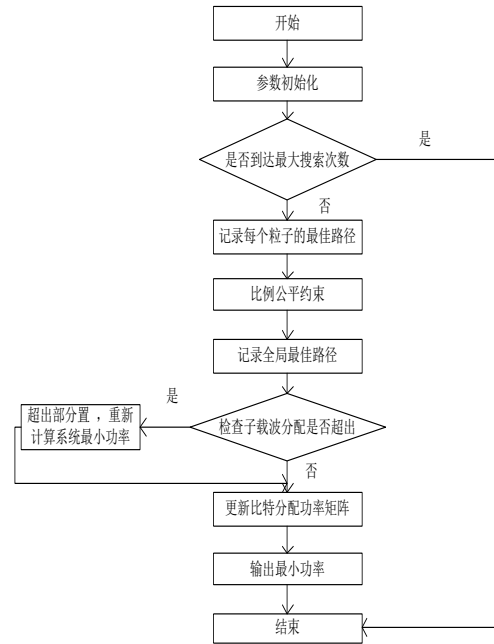 开始
参数初始化
是否到达最大搜索次数
是
否
记录每个粒子的最佳路径
比例公平约束
记录全局最佳路径
是
超出部分置 ，重新
计算系统最小功率
检查子载波分配是否超出
否
更新比特分配功率矩阵
输出最小功率
结束